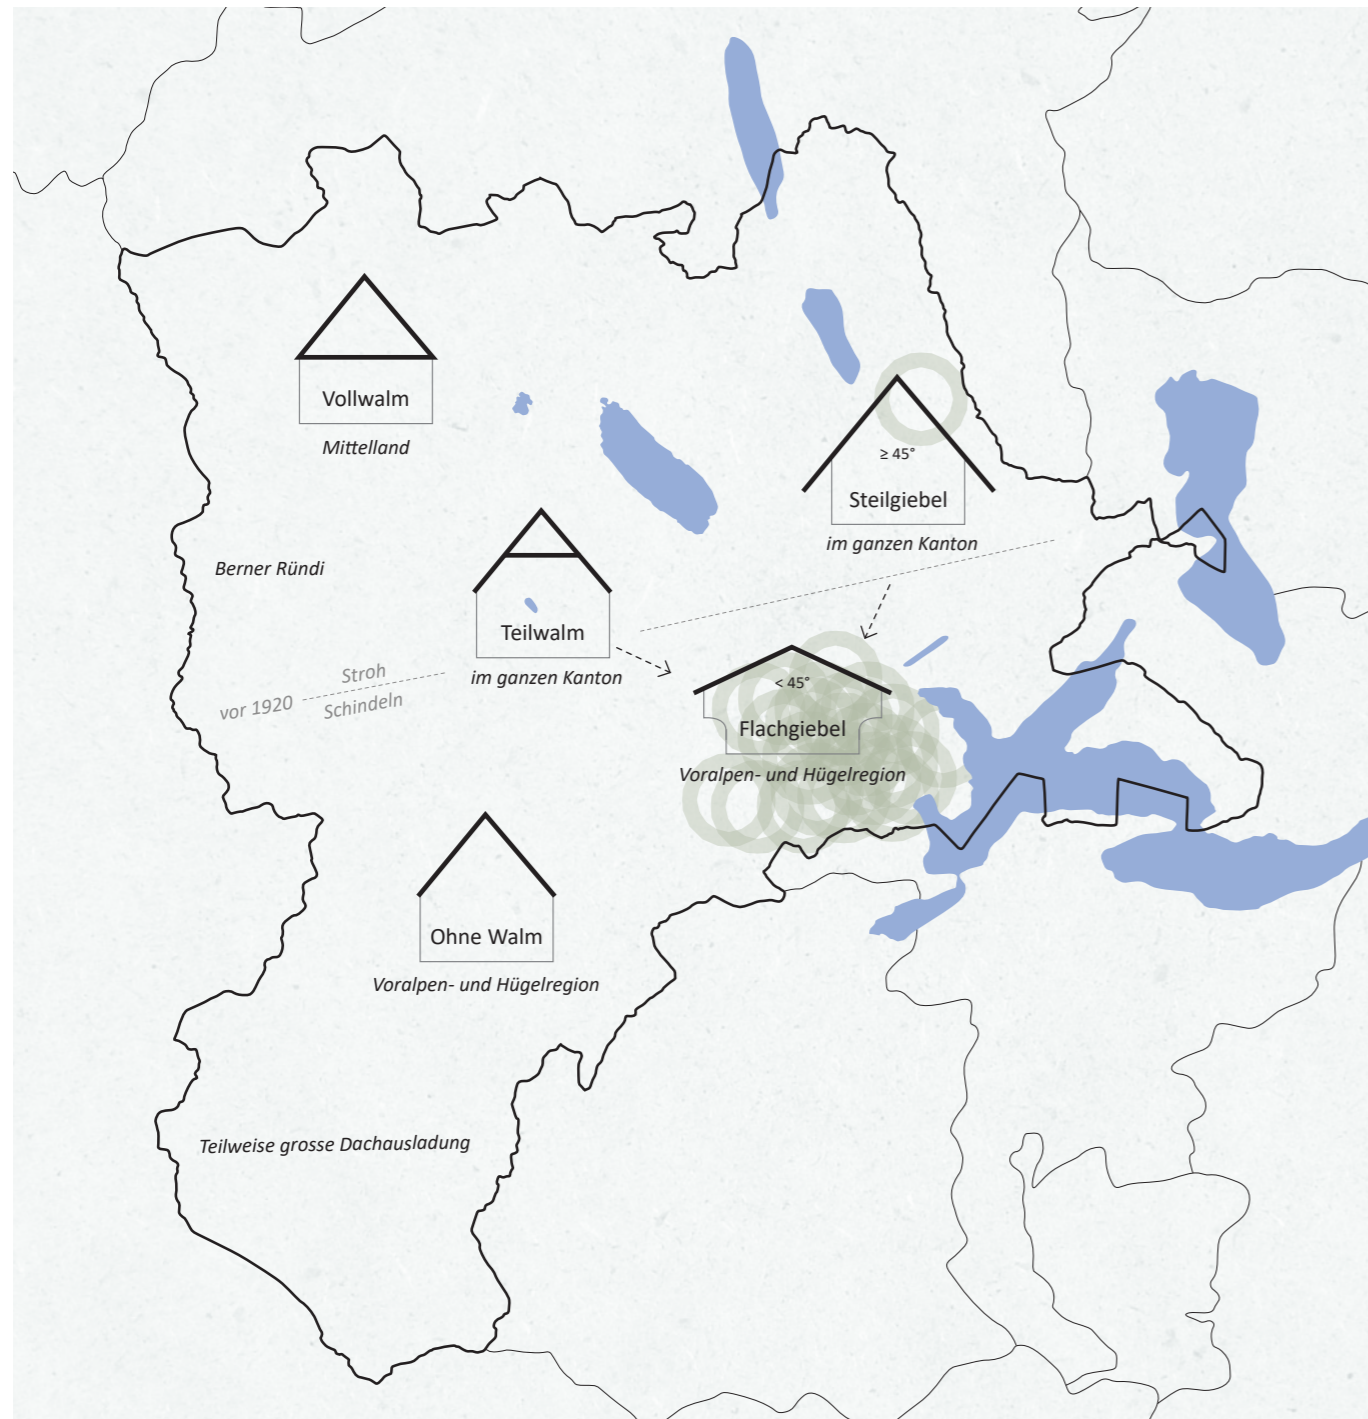 Vollwalm
Mittelland
≥ 45°
Steilgiebel
im ganzen Kanton
Berner Ründi
Teilwalm
im ganzen Kanton
vor 1920
Stroh
Schindeln
< 45°
Flachgiebel
Voralpen- und Hügelregion
Ohne Walm
Voralpen- und Hügelregion
Teilweise grosse Dachausladung